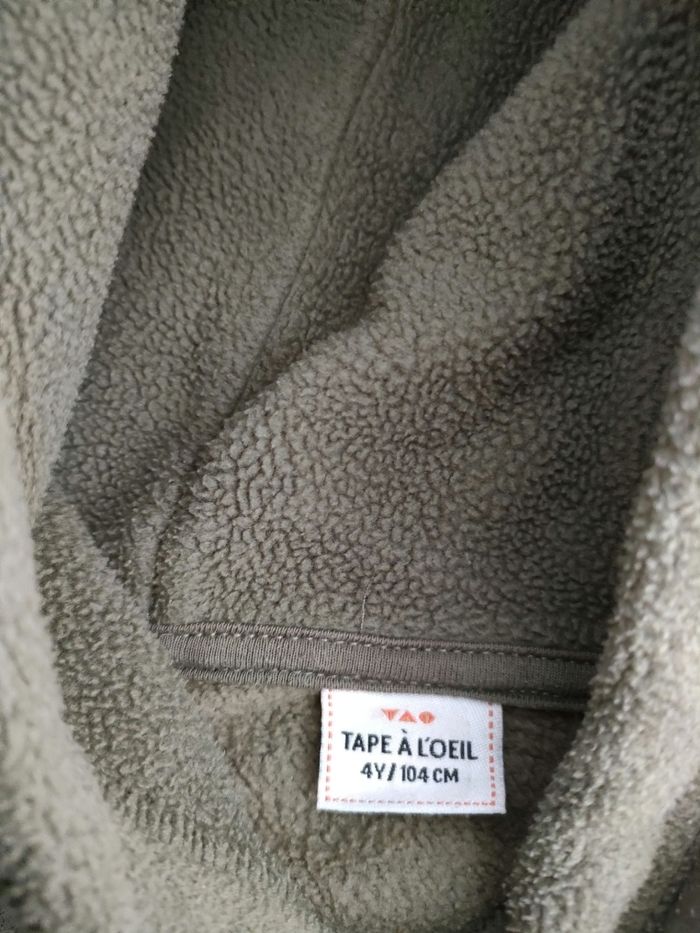 TAO
TAPE À L'OEIL
4Y/104 CM